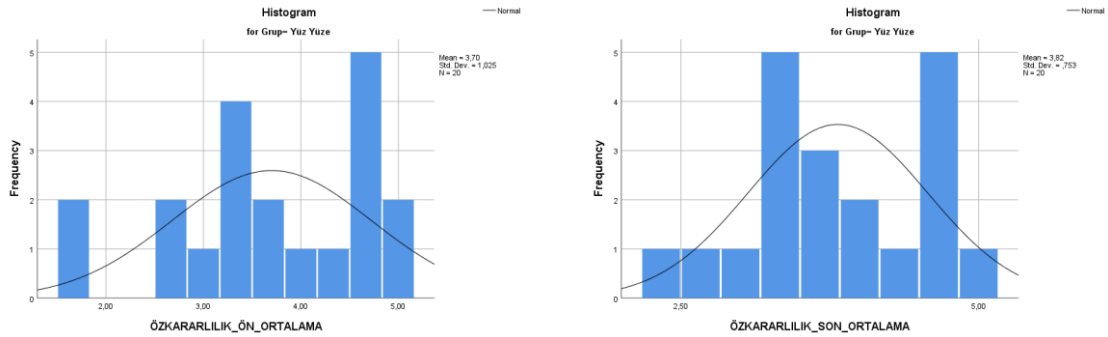 Histogram
Normal
for Grup= Yüz Yüze
Mean = 3,70
Std. Dev. = 1,025
N = 20
5
4
3
2
1
0
Frequency
2,00 3,00 4,00 5,00
ÖZKARARLILIK_ÖN_ORTALAMA
Histogram
Normal
for Grup= Yüz Yüze
Mean = 3,82
Std. Dev. = ,753
N = 20
5
4
3
2
1
0
Frequency
2,50 5,00
ÖZKARARLILIK_SON_ORTALAMA